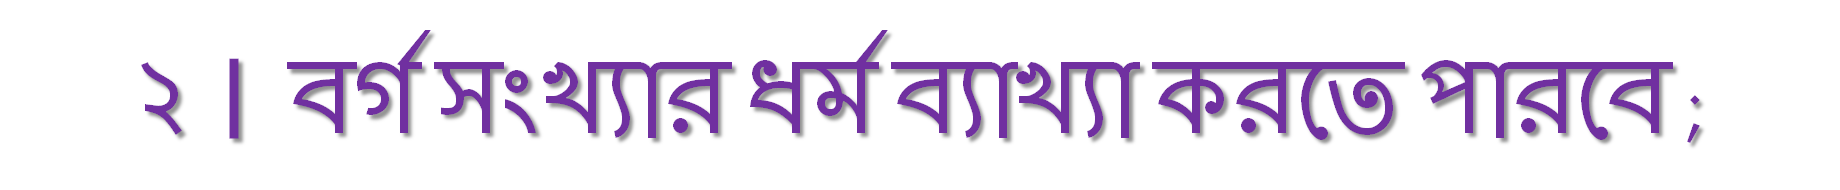 ২। বর্গ সংখ্যার ধর্ম ব্যাখ্যা করতে পারবে ;